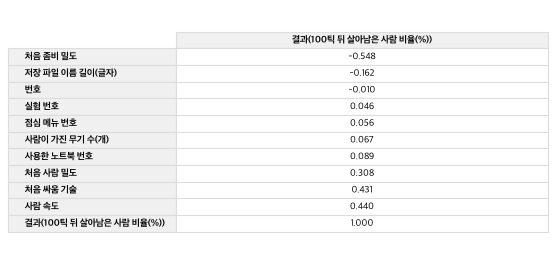 결과(100틱 뒤 살아남은 사람 비율(%))
처음 좀비 밀도 -0.548
저장 파일 이름 길이(글자) -0.162
번호 -0.010
실험 번호 0.046
점심 메뉴 번호 0.056
사람이 가진 무기 수(개) 0.067
사용한 노트북 번호 0.089
처음 사람 밀도 0.308
처음 싸움 기술 0.431
사람 속도 0.440
결과(100틱 뒤 살아남은 사람 비율(%)) 1.000